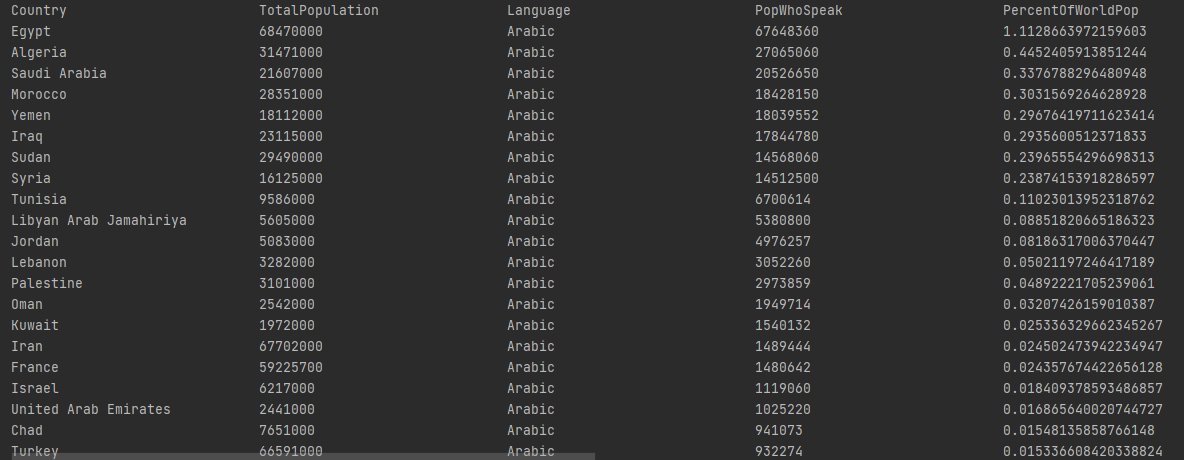 Country TotalPopulation Language PopWhoSpeak PercentOfWorldPop
Egypt 68470000 Arabic 67648360 1.1128663972159603
Algeria 31471000 Arabic 27065060 0.4452405913851244
Saudi Arabia 21607000 Arabic 20526650 0.3376788296480948
Morocco 28351000 Arabic 18428150 0.3031569264628928
Yemen 18112000 Arabic 18039552 0.29676419711623414
Iraq 23115000 Arabic 17844780 0.2935600512371833
Sudan 29490000 Arabic 14568060 0.23965554296698313
Syria 16125000 Arabic 14512500 0.23874153918286597
Tunisia 9586000 Arabic 6700614 0.11023013952318762
Libyan Arab Jamahiriya 5605000 Arabic 5380800 0.08851820665186323
Jordan 5083000 Arabic 4976257 0.08186317006370447
Lebanon 3282000 Arabic 3052260 0.05021197246417189
Palestine 3101000 Arabic 2973859 0.04892221705239061
Oman 2542000 Arabic 1949714 0.03207426159010387
Kuwait 1972000 Arabic 1540132 0.025336329662345267
Iran 67702000 Arabic 1489444 0.024502473942234947
France 59225700 Arabic 1480642 0.024357674422656128
Israel 6217000 Arabic 1119060 0.018409378593486857
United Arab Emirates 2441000 Arabic 1025220 0.016865640020744727
Chad 7651000 Arabic 941073 0.01548135858766148
Turkey 66591000 Arabic 932274 0.015336608420338824